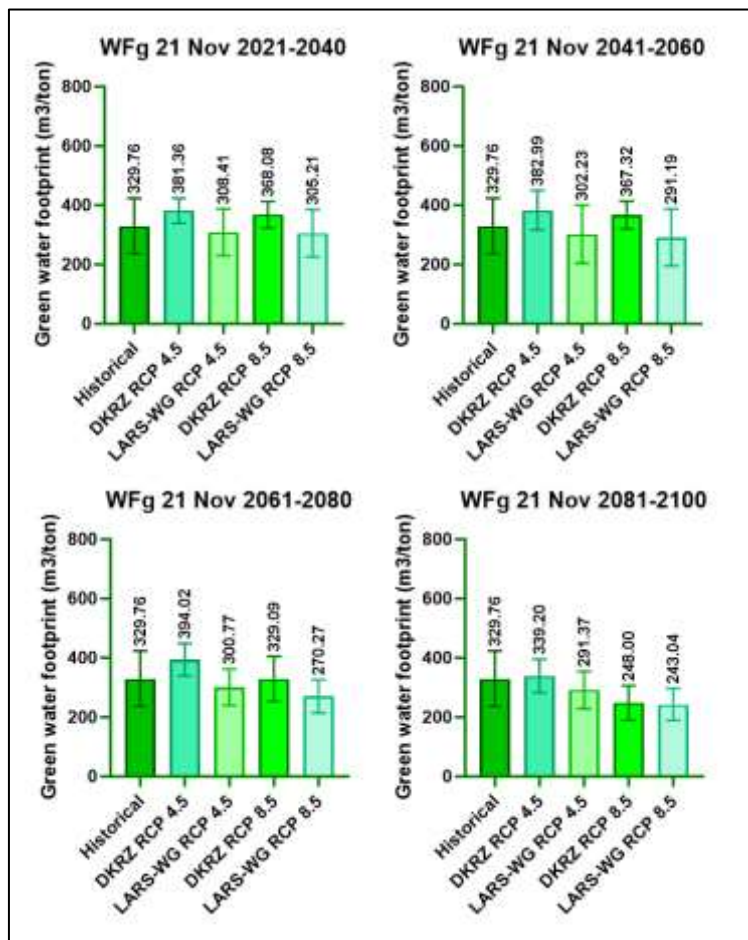 WFg 21 Nov 2021-2040
Green water footprint (m3/ton)
800
600
400
200
0
329.76
381.36
308.41
368.08
305.21
Historical
DKRZ RCP 4.5
LARS-WG RCP 4.5
DKRZ RCP 8.5
LARS-WG RCP 8.5
WFg 21 Nov 2041-2060
Green water footprint (m3/ton)
800
600
400
200
0
329.76
382.99
302.23
367.32
291.19
Historical
DKRZ RCP 4.5
LARS-WG RCP 4.5
DKRZ RCP 8.5
LARS-WG RCP 8.5
WFg 21 Nov 2061-2080
Green water footprint (m3/ton)
800
600
400
200
0
329.76
394.02
300.77
329.09
270.27
Historical
DKRZ RCP 4.5
LARS-WG RCP 4.5
DKRZ RCP 8.5
LARS-WG RCP 8.5
WFg 21 Nov 2081-2100
Green water footprint (m3/ton)
800
600
400
200
0
329.76
339.20
291.37
248.00
243.04
Historical
DKRZ RCP 4.5
LARS-WG RCP 4.5
DKRZ RCP 8.5
LARS-WG RCP 8.5